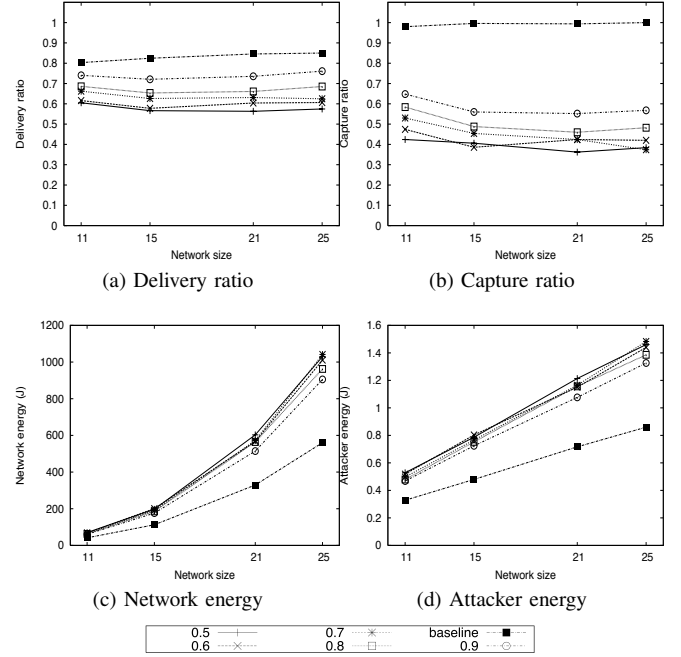 1
0.9
0.8
0.7
0.6
0.5
0.4
0.3
0.2
0.1
0
Delivery ratio
11 15 21 25
Network size
(a) Delivery ratio
1
0.9
0.8
0.7
0.6
0.5
0.4
0.3
0.2
0.1
0
Capture ratio
11 15 21 25
Network size
(b) Capture ratio
1200
1000
800
600
400
200
0
Network energy (J)
11 15 21 25
Network size
(c) Network energy
1.6
1.4
1.2
1
0.8
0.6
0.4
0.2
0
Attacker energy (J)
11 15 21 25
Network size
(d) Attacker energy
0.5 0.7 baseline
0.6 0.8 0.9